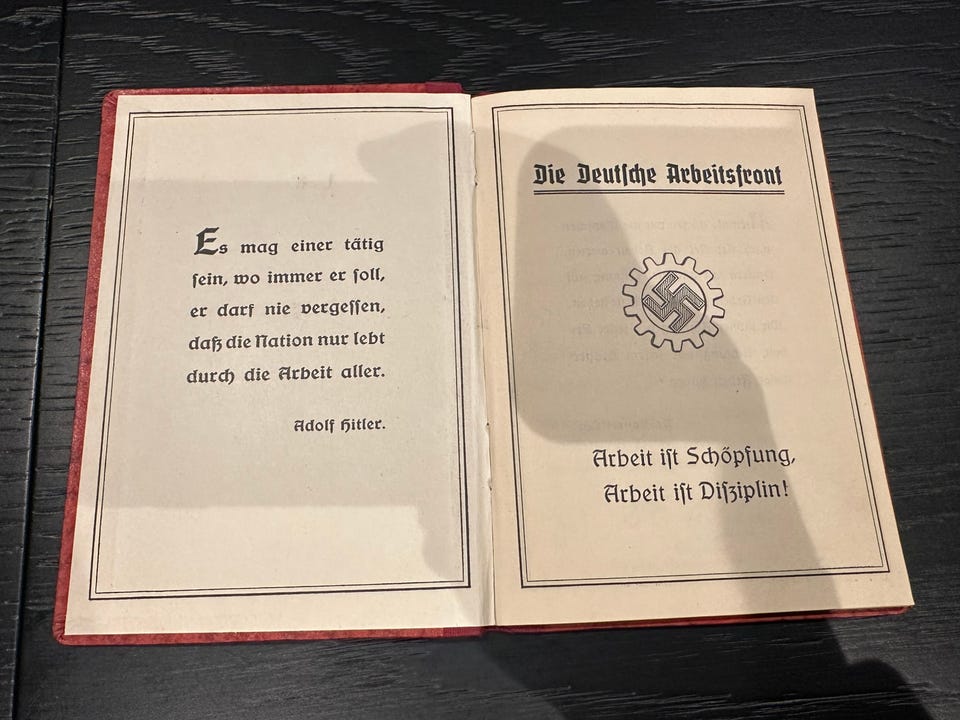 Es mag einer tätig
sein, wo immer er soll,
er darf nie vergessen,
daß die Nation nur lebt
durch die Arbeit aller.
Adolf Hitler.
Die Deutsche Arbeitsfront
Arbeit ist Schöpfung,
Arbeit ist Disziplin!